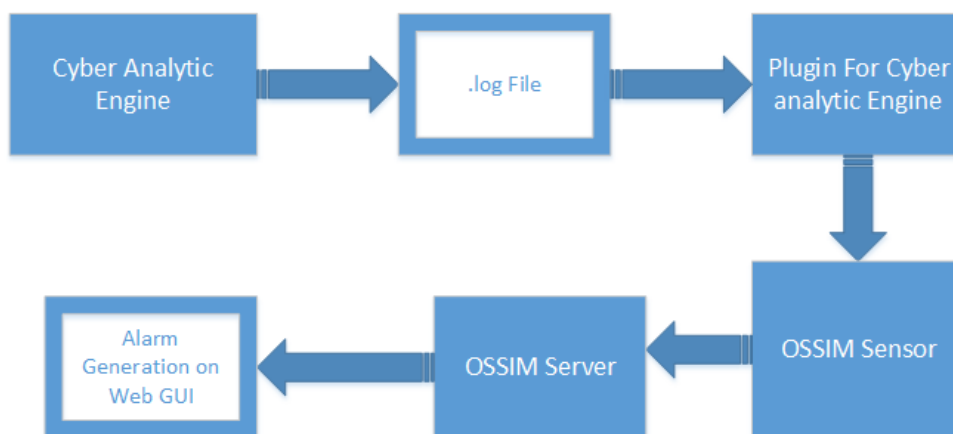 Cyber Analytic
Engine
.log File
Plugin For Cyber
analytic Engine
OSSIM Sensor
OSSIM Server
Alarm
Generation on
Web GUI